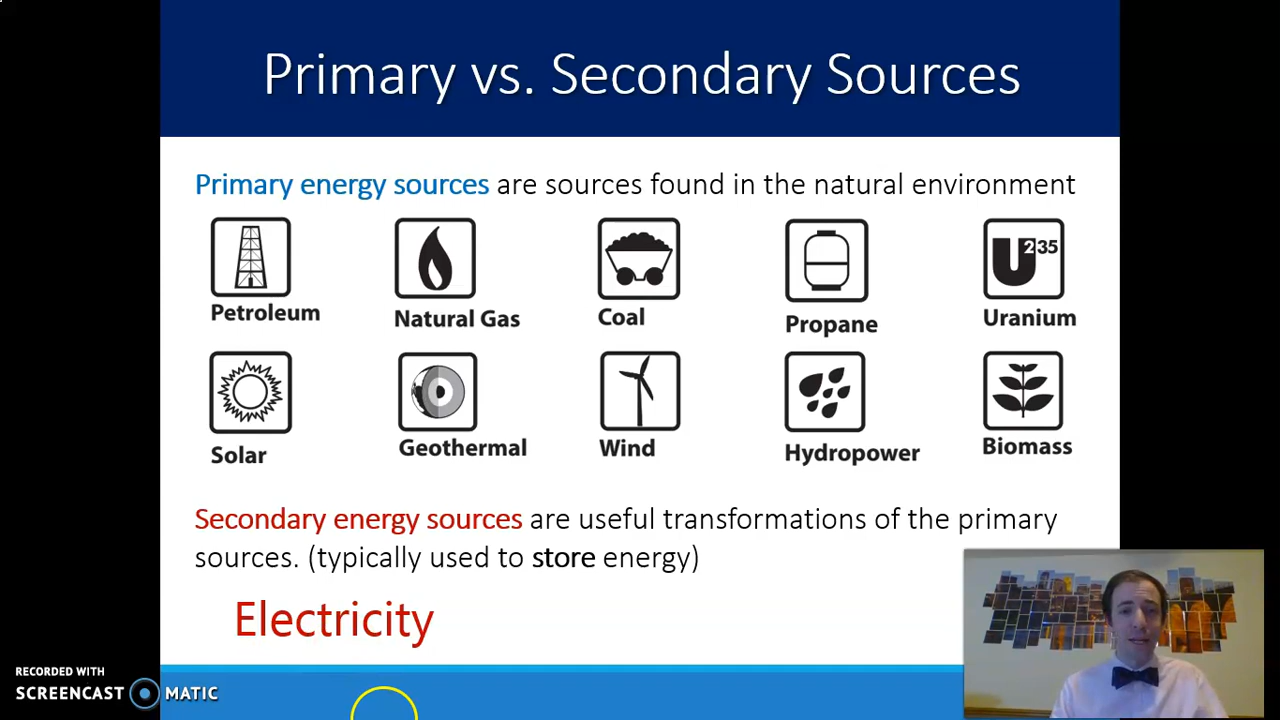 Primary vs. Secondary Sources
Primary energy sources are sources found in the natural environment
U235
Petroleum
Natural Gas
Coal
Propane
Uranium
Solar
Geothermal
Wind
Hydropower
Biomass
Secondary energy sources are useful transformations of the primary
sources. (typically used to store energy)
Electricity
RECORDED WITH
SCREENCAST MATIC